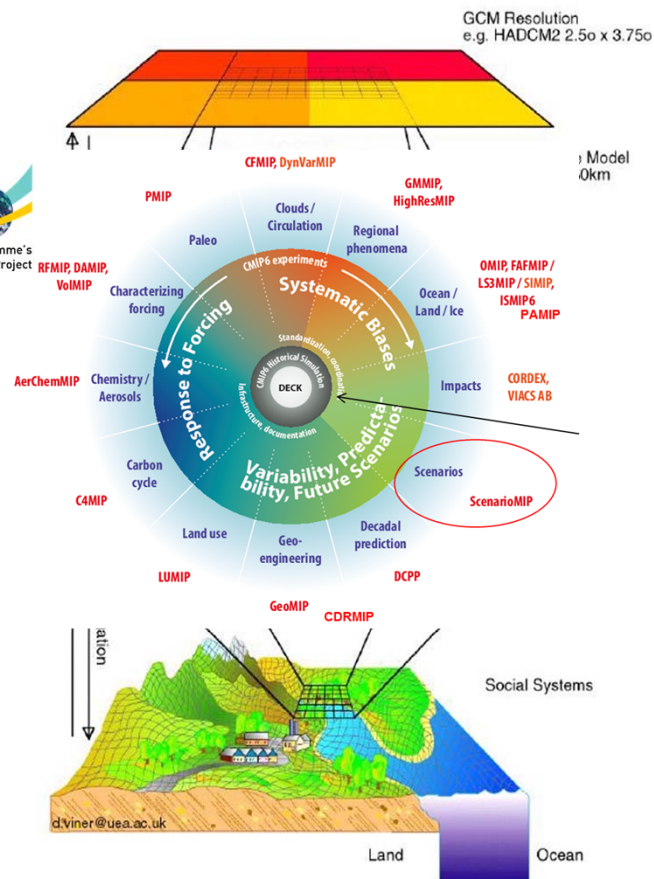 GCM Resolution
e.g. HADCM2 2.5o x 3.75o
Model
CFMIP, DynVarMIP
PMIP
GMMIP,
HighResMIP
Clouds /
Circulation
Paleo
Regional
phenomena
RFMIP, DAMIP,
VolMIP
Characterizing
forcing
CMIP6 experiments
Systematic Biases
Ocean /
Land / Ice
OMIP, FAFMIP /
LS3MIP / SIMIP,
ISMIP6
PAMIP
Response to Forcing
Standardization, coordination,
CMIP6 Historical Simulation
DECK
infrastructure, documentation
AerChemMIP
Chemistry /
Aerosols
Impacts
CORDEX,
VIACS AB
Variability, Predicta-
bility, Future Scenarios
Carbon
cycle
Scenarios
C4MIP
ScenarioMIP
Land use
Geo-
engineering
Decadal
prediction
LUMIP
DCPP
GeoMIP
CDRMIP
Social Systems
d.viner@uea.ac.uk
Land
Ocean